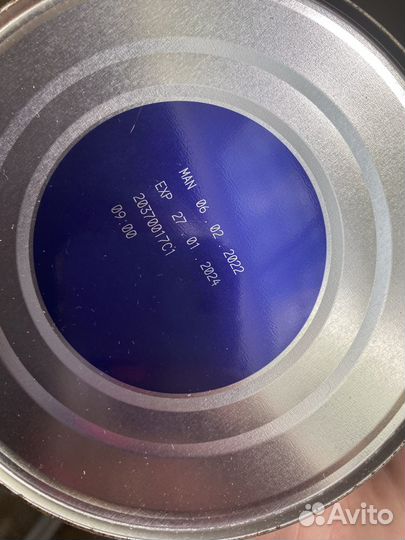 MAN 06 . 02 . 2022
EXP 27 . 01 . 2024
20370017C1
09:00
Avito